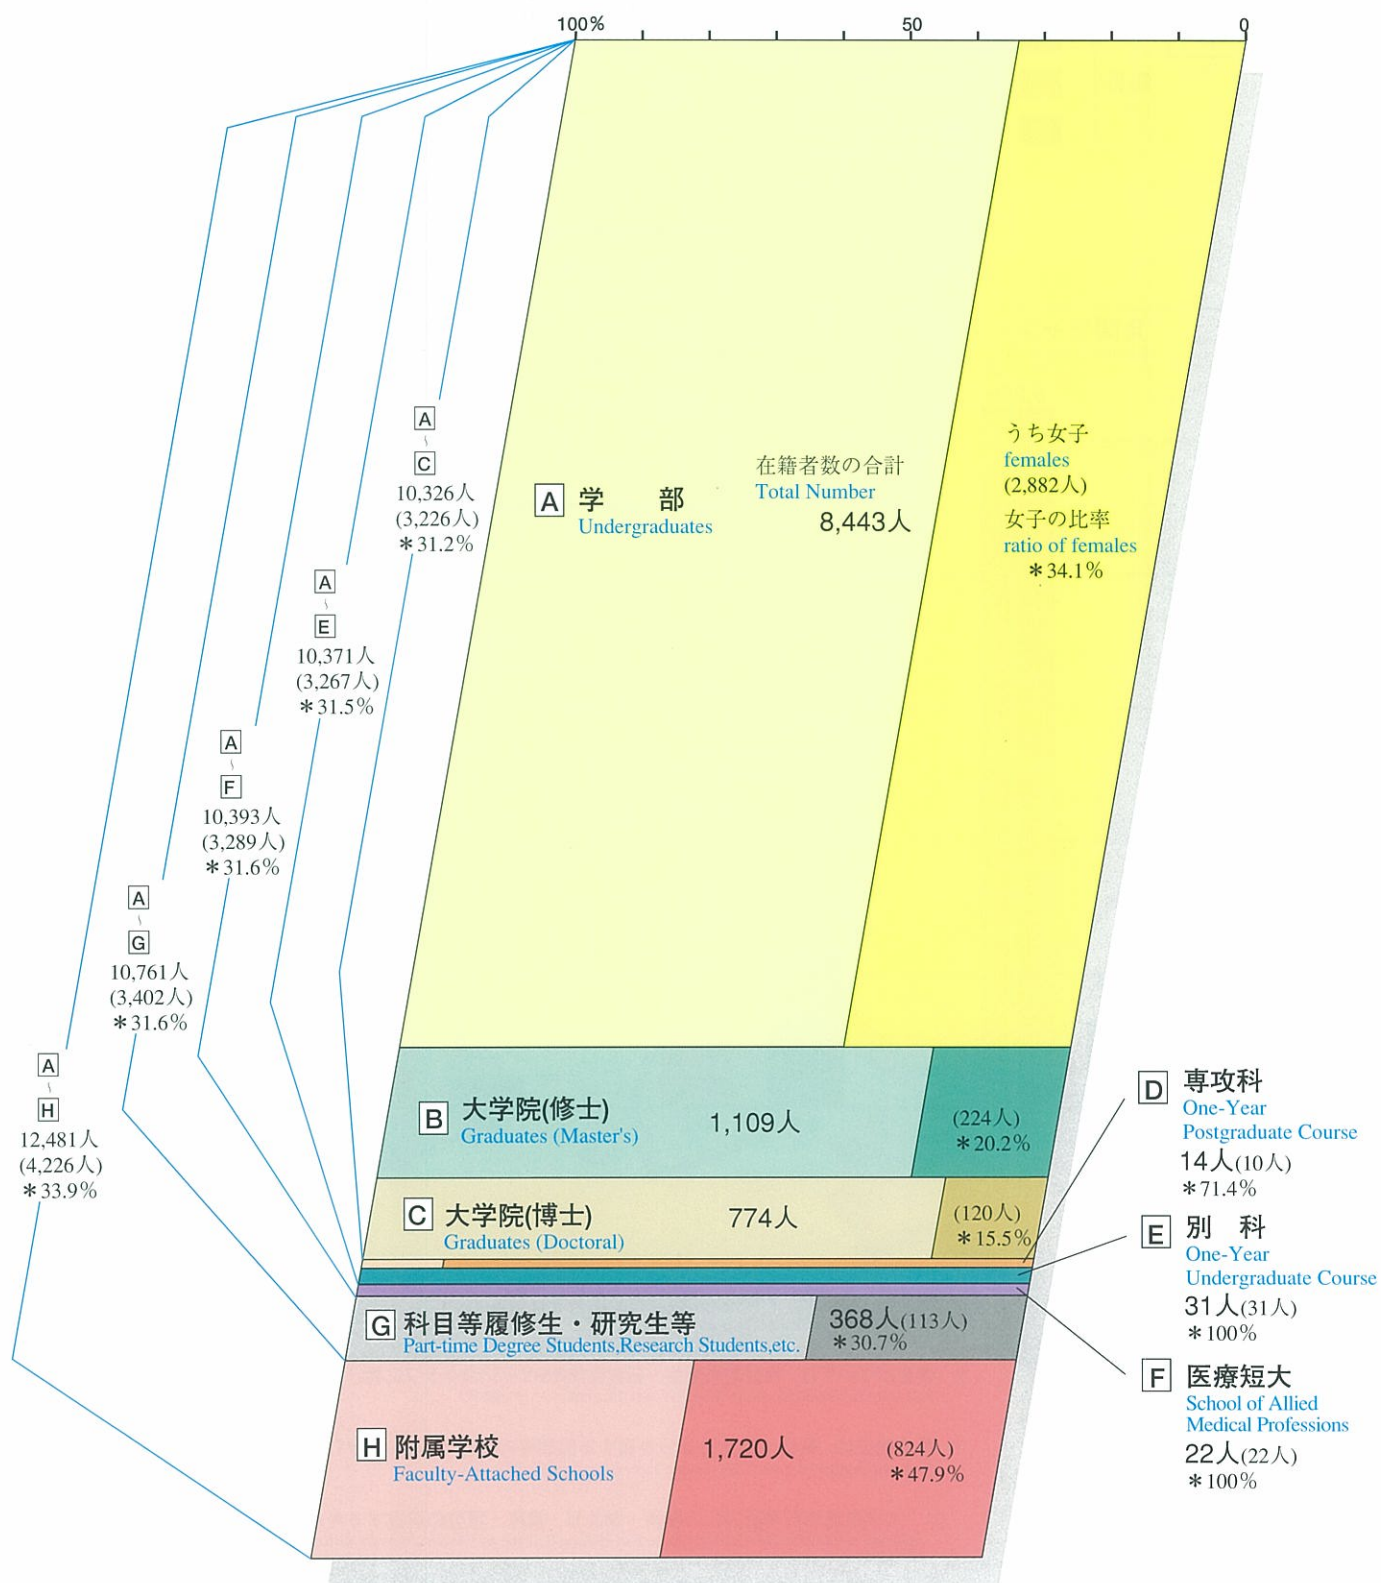 100%
50
0
A
〜
C
10,326人
(3,226人)
*31.2%
A
〜
E
10,371人
(3,267人)
*31.5%
A
〜
F
10,393人
(3,289人)
*31.6%
A
〜
G
10,761人
(3,402人)
*31.6%
A
〜
H
12,481人
(4,226人)
*33.9%
A 学 部
Undergraduates
在籍者数の合計
Total Number
8,443人
うち女子
females
(2,882人)
女子の比率
ratio of females
*34.1%
B 大学院(修士)
Graduates (Master's)
1,109人
(224人)
*20.2%
C 大学院(博士)
Graduates (Doctoral)
774人
(120人)
*15.5%
D 専攻科
One-Year
Postgraduate Course
14人(10人)
*71.4%
E 別 科
One-Year
Undergraduate Course
31人(31人)
*100%
F 医療短大
School of Allied
Medical Professions
22人(22人)
*100%
G 科目等履修生・研究生等
Part-time Degree Students,Research Students,etc.
368人(113人)
*30.7%
H 附属学校
Faculty-Attached Schools
1,720人
(824人)
*47.9%